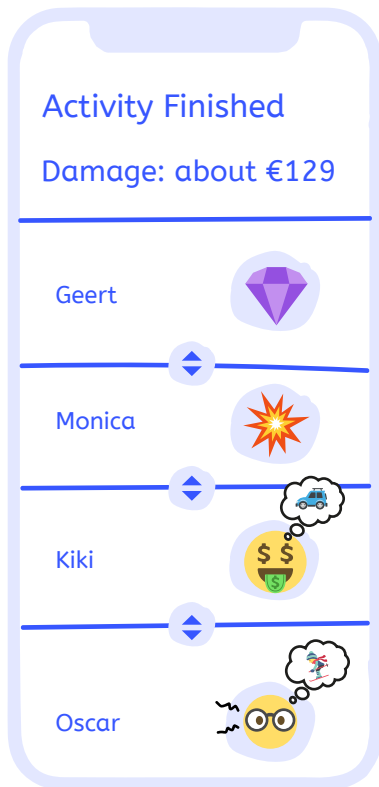 Activity Finished
Damage: about €129
Geert
Monica
Kiki
Oscar